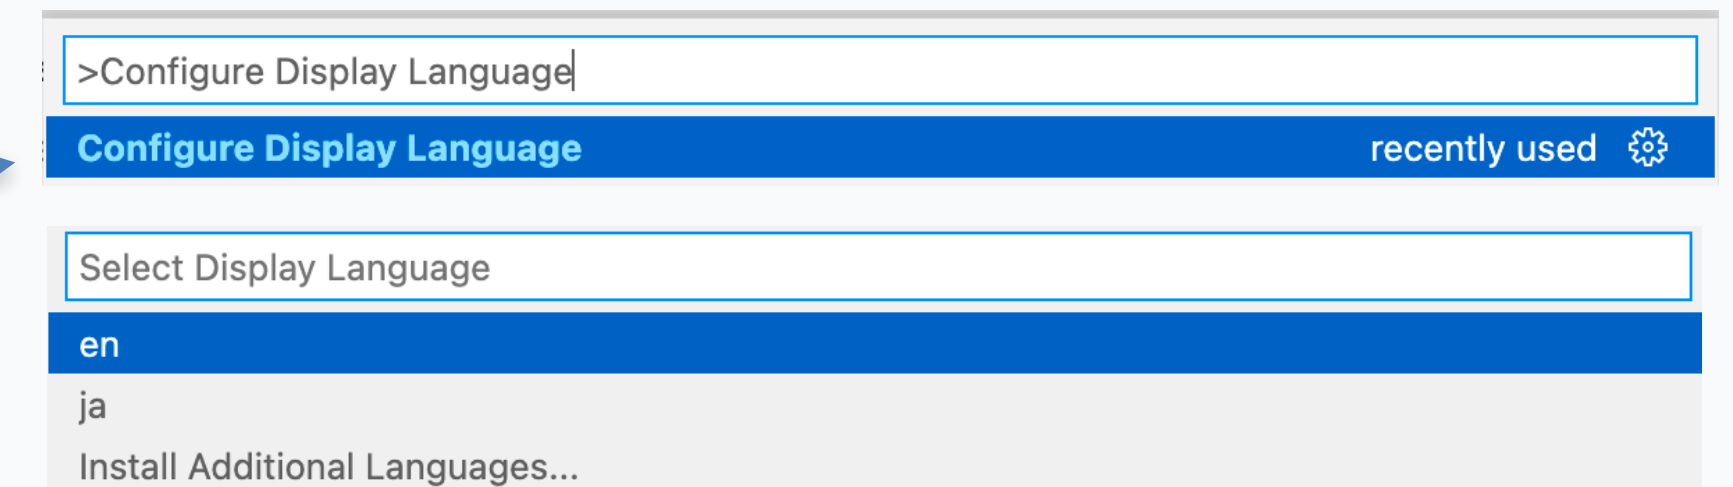 >Configure Display Language
Configure Display Language recently used
Select Display Language
en
ja
Install Additional Languages...